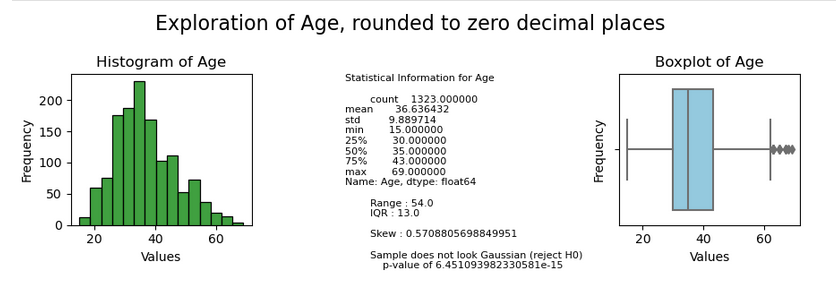 Exploration of Age, rounded to zero decimal places
Histogram of Age
Frequency
200
150
100
50
0
20 40 60
Values
Statistical Information for Age
count 1323.000000
mean 36.636432
std 9.889714
min 15.000000
25% 30.000000
50% 35.000000
75% 43.000000
max 69.000000
Name: Age, dtype: float64
Range : 54.0
IQR : 13.0
Skew : 0.5708805698849951
Sample does not look Gaussian (reject H0)
p-value of 6.451093982330581e-15
Boxplot of Age
Frequency
20 40 60
Values